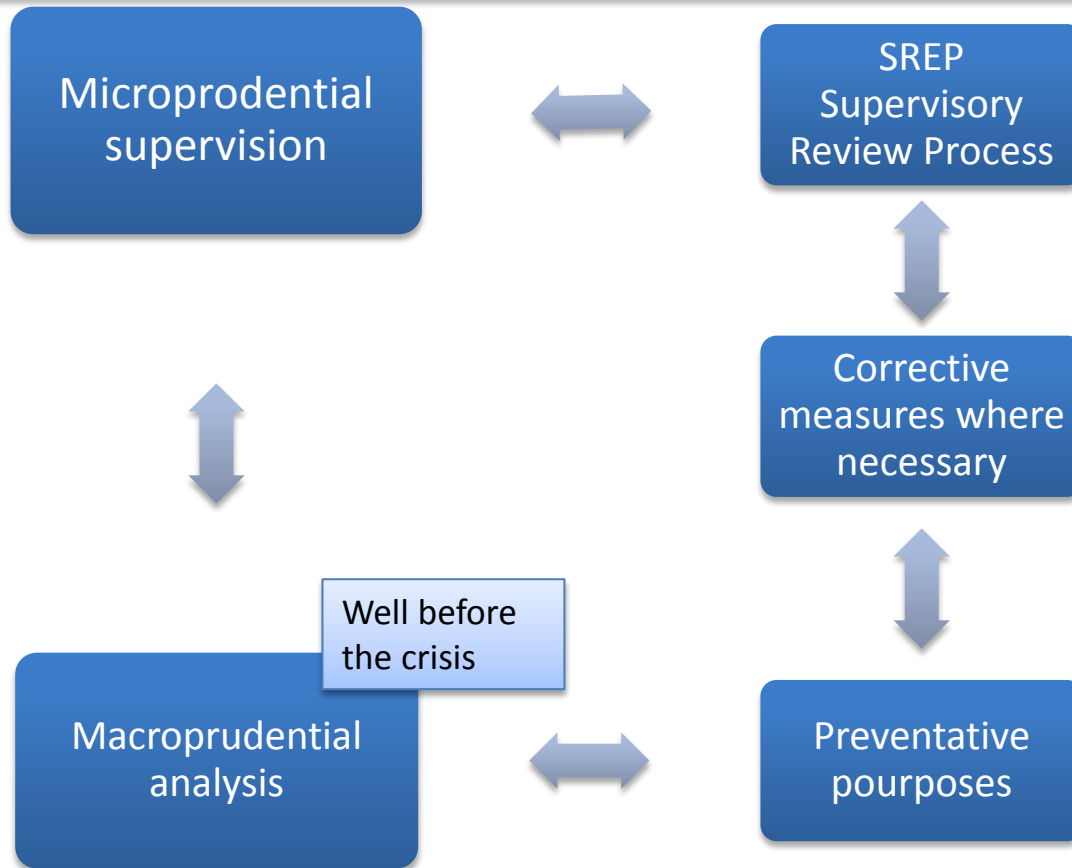 Microprodential
supervision
SREP
Supervisory
Review Process
Corrective
measures where
necessary
Well before
the crisis
Macroprudential
analysis
Preventative
pourposes